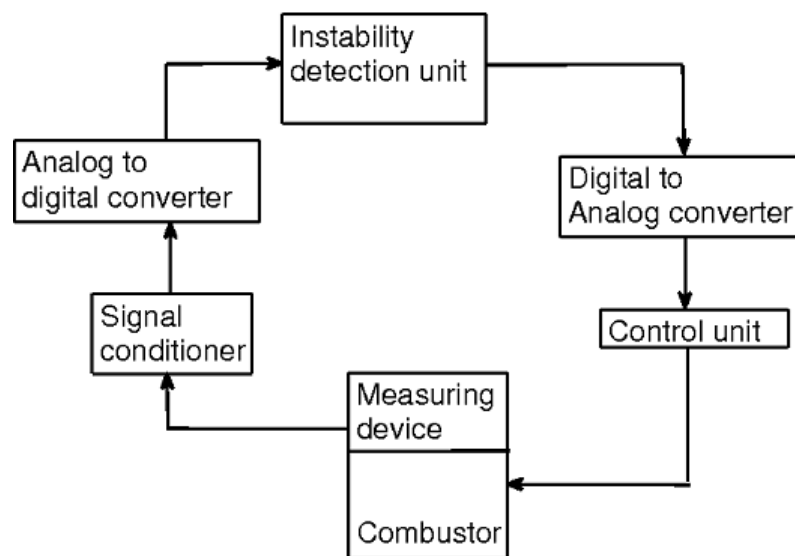 Instability
detection unit
Analog to
digital converter
Digital to
Analog converter
Signal
conditioner
Control unit
Measuring
device
Combustor